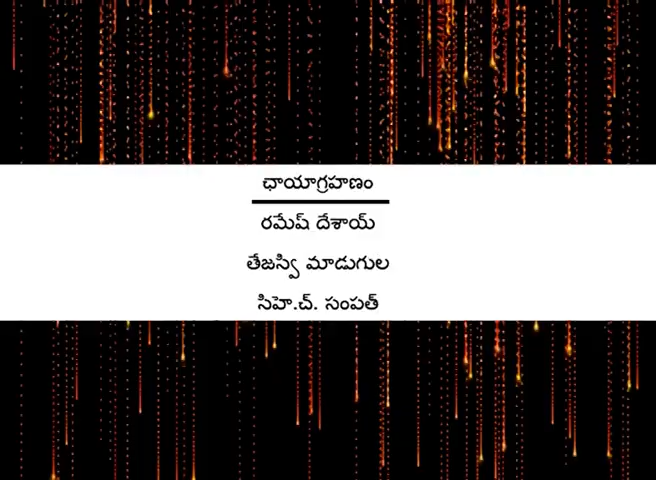 ఛాయాగ్రహణం
రమేష్ దేశాయ్
తేజస్వి మాడుగుల
సిహె.చ్. సంపత్